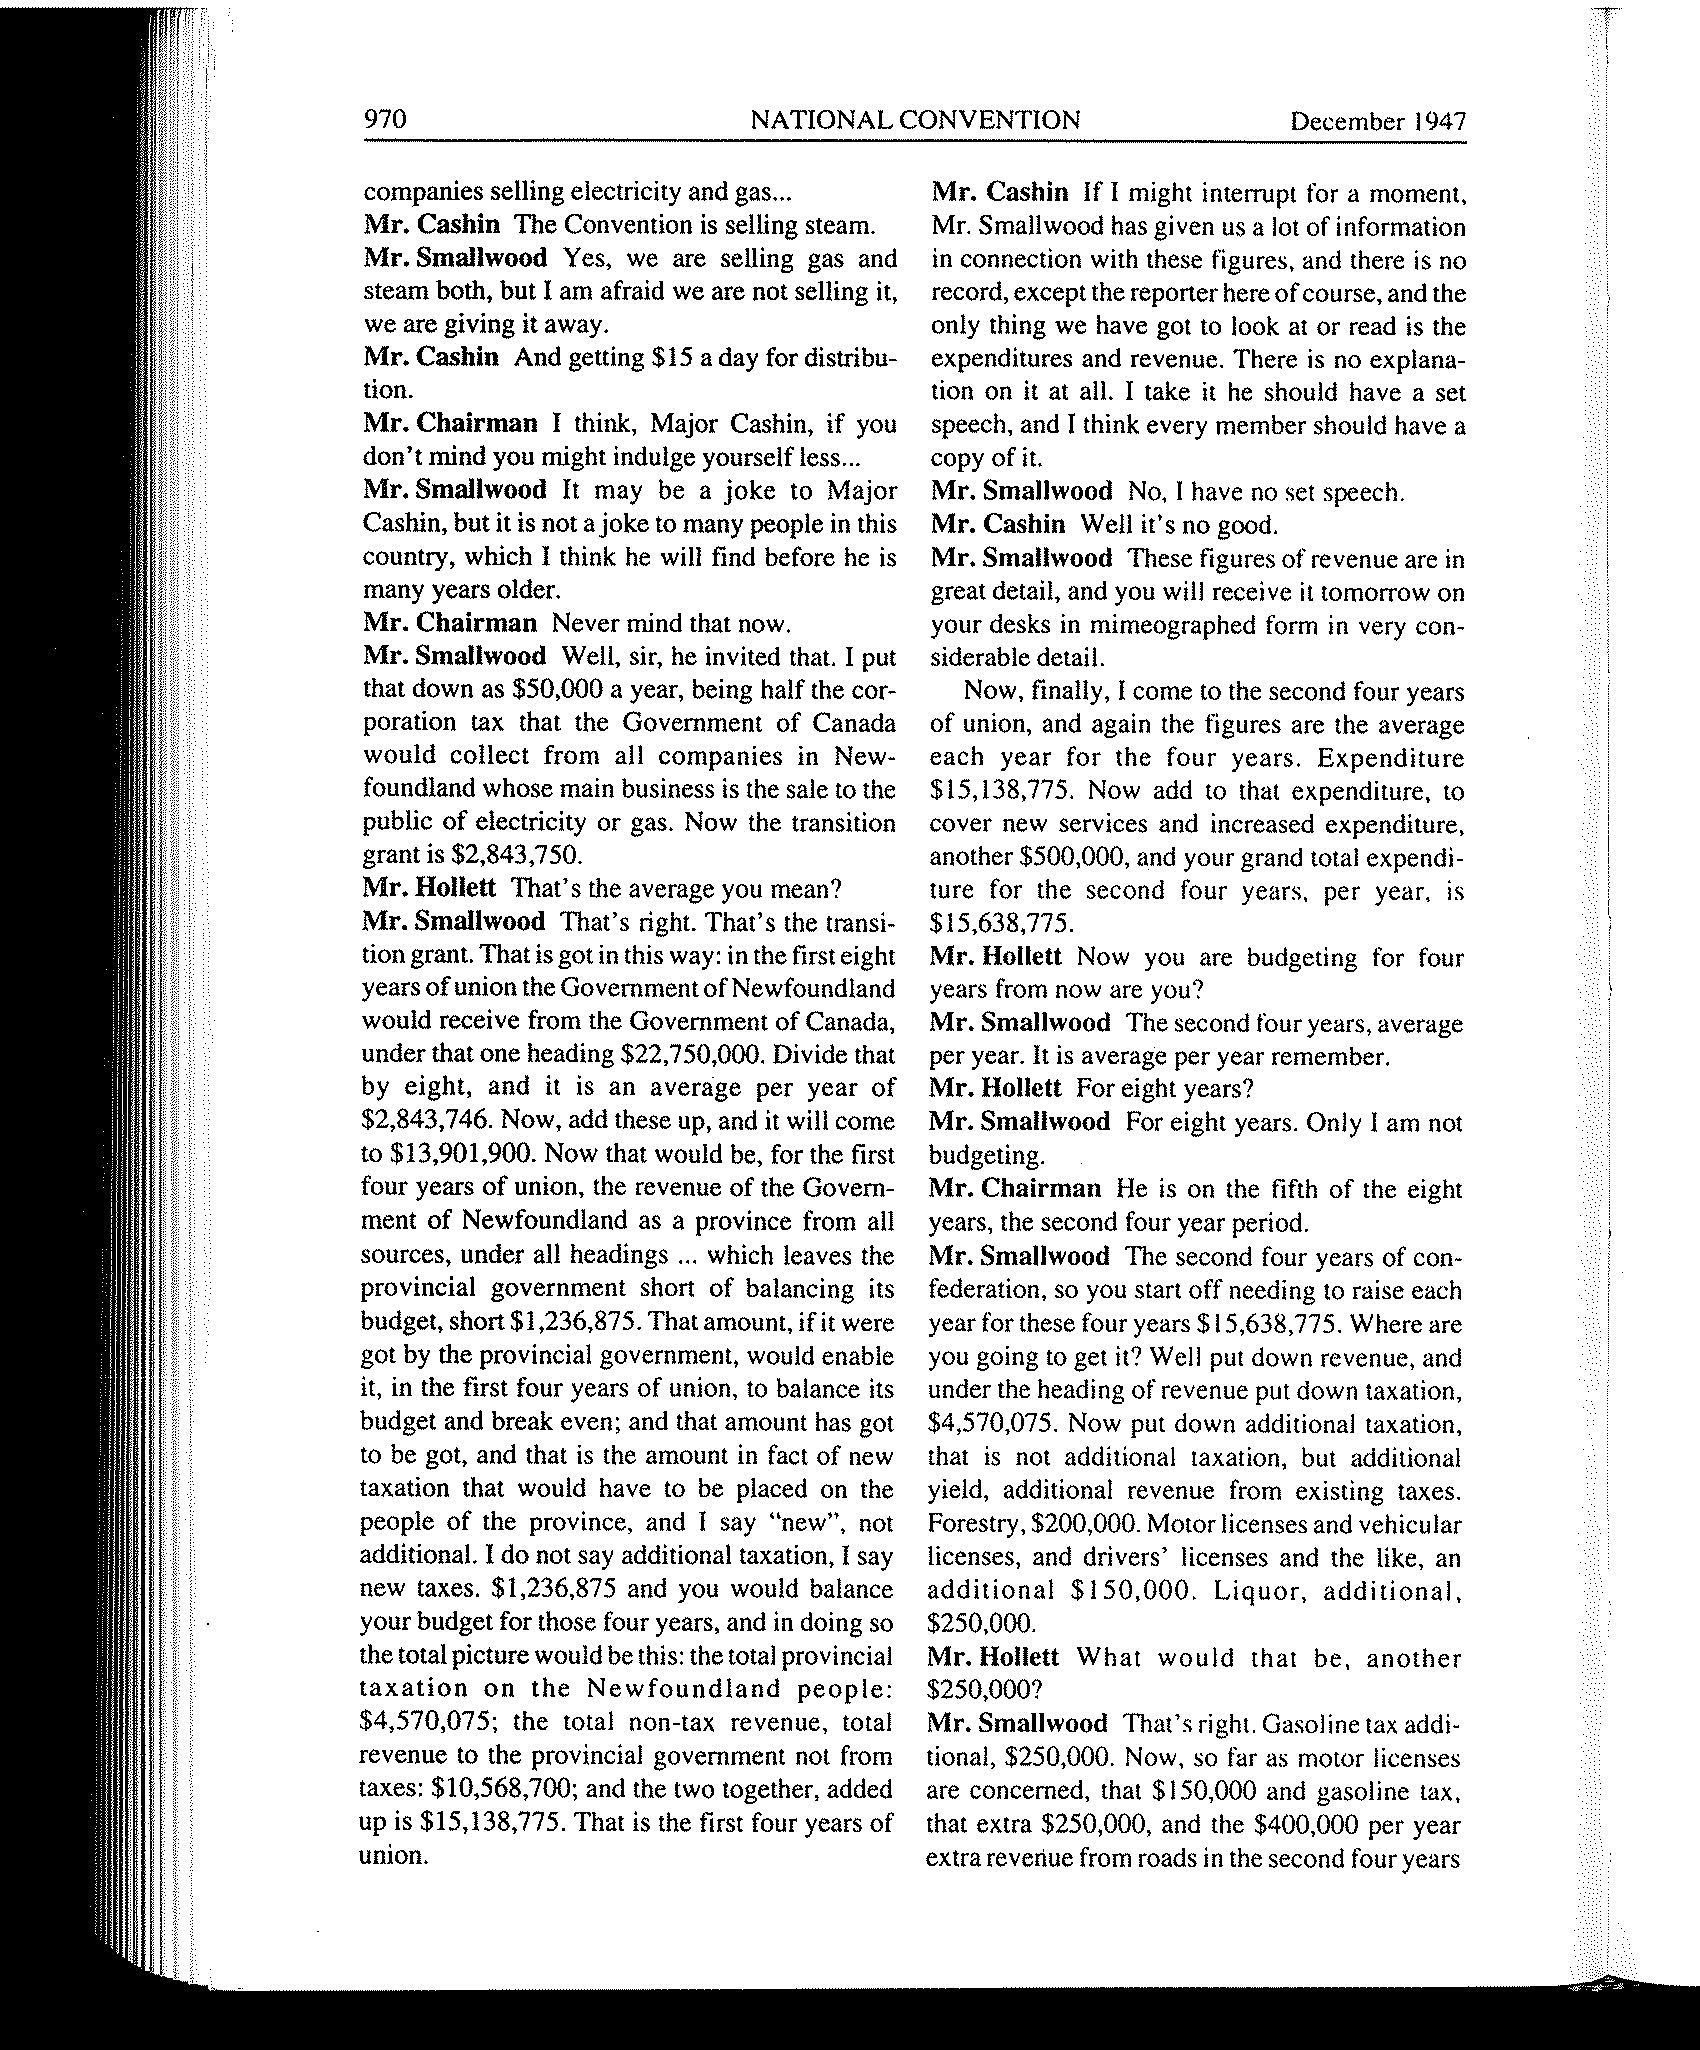 970 NATIONAL CONVENTION December 1947
companies selling electricity and gas...
Mr. Cashin The Convention is selling steam.
Mr. Smallwood Yes, we are selling gas and
steam both, but I am afraid we are not selling it,
we are giving it away.
Mr. Cashin And getting $15 a day for distribu-
tion.
Mr. Chairman I think, Major Cashin, if you
don't mind you might indulge yourself less...
Mr. Smallwood It may be a joke to Major
Cashin, but it is not a joke to many people in this
country, which I think he will find before he is
many years older.
Mr. Chairman Never mind that now.
Mr. Smallwood Well, sir, he invited that. I put
that down as $50,000 a year, being half the cor-
poration tax that the Government of Canada
would collect from all companies in New-
foundland whose main business is the sale to the
public of electricity or gas. Now the transition
grant is $2,843,750.
Mr. Hollett That's the average you mean?
Mr. Smallwood That's right. That's the transi-
tion grant. That is got in this way: in the first eight
years of union the Government of Newfoundland
would receive from the Government of Canada,
under that one heading $22,750,000. Divide that
by eight, and it is an average per year of
$2,843,746. Now, add these up, and it will come
to $13,901,900. Now that would be, for the first
four years of union, the revenue of the Govern-
ment of Newfoundland as a province from all
sources, under all headings ... which leaves the
provincial government short of balancing its
budget, short $1,236,875. That amount, if it were
got by the provincial government, would enable
it, in the first four years of union, to balance its
budget and break even; and that amount has got
to be got, and that is the amount in fact of new
taxation that would have to be placed on the
people of the province, and I say "new", not
additional. I do not say additional taxation, I say
new taxes. $1,236,875 and you would balance
your budget for those four years, and in doing so
the total picture would be this: the total provincial
taxation on the Newfoundland people:
$4,570,075; the total non-tax revenue, total
revenue to the provincial government not from
taxes: $10,568,700; and the two together, added
up is $15,138,775. That is the first four years of
union.
Mr. Cashin If I might interrupt for a moment,
Mr. Smallwood has given us a lot of information
in connection with these figures, and there is no
record, except the reporter here of course, and the
only thing we have got to look at or read is the
expenditures and revenue. There is no explana-
tion on it at all. I take it he should have a set
speech, and I think every member should have a
copy of it.
Mr. Smallwood No, I have no set speech.
Mr. Cashin Well it's no good.
Mr. Smallwood These figures of revenue are in
great detail, and you will receive it tomorrow on
your desks in mimeographed form in very con-
siderable detail.
Now, finally, I come to the second four years
of union, and again the figures are the average
each year for the four years. Expenditure
$15,138,775. Now add to that expenditure, to
cover new services and increased expenditure,
another $500,000, and your grand total expendi-
ture for the second four years, per year, is
$15,638,775.
Mr. Hollett Now you are budgeting for four
years from now are you?
Mr. Smallwood The second four years, average
per year. It is average per year remember.
Mr. Hollett For eight years?
Mr. Smallwood For eight years. Only I am not
budgeting.
Mr. Chairman He is on the fifth of the eight
years, the second four year period.
Mr. Smallwood The second four years of con-
federation, so you start off needing to raise each
year for these four years $15,638,775. Where are
you going to get it? Well put down revenue, and
under the heading of revenue put down taxation,
$4,570,075. Now put down additional taxation,
that is not additional taxation, but additional
yield, additional revenue from existing taxes.
Forestry, $200,000. Motor licenses and vehicular
licenses, and drivers' licenses and the like, an
additional $150,000. Liquor, additional,
$250,000.
Mr. Hollett What would that be, another
$250,000?
Mr. Smallwood That's right. Gasoline tax addi-
tional, $250,000. Now, so far as motor licenses
are concerned, that $150,000 and gasoline tax,
that extra $250,000, and the $400,000 per year
extra revenue from roads in the second four years